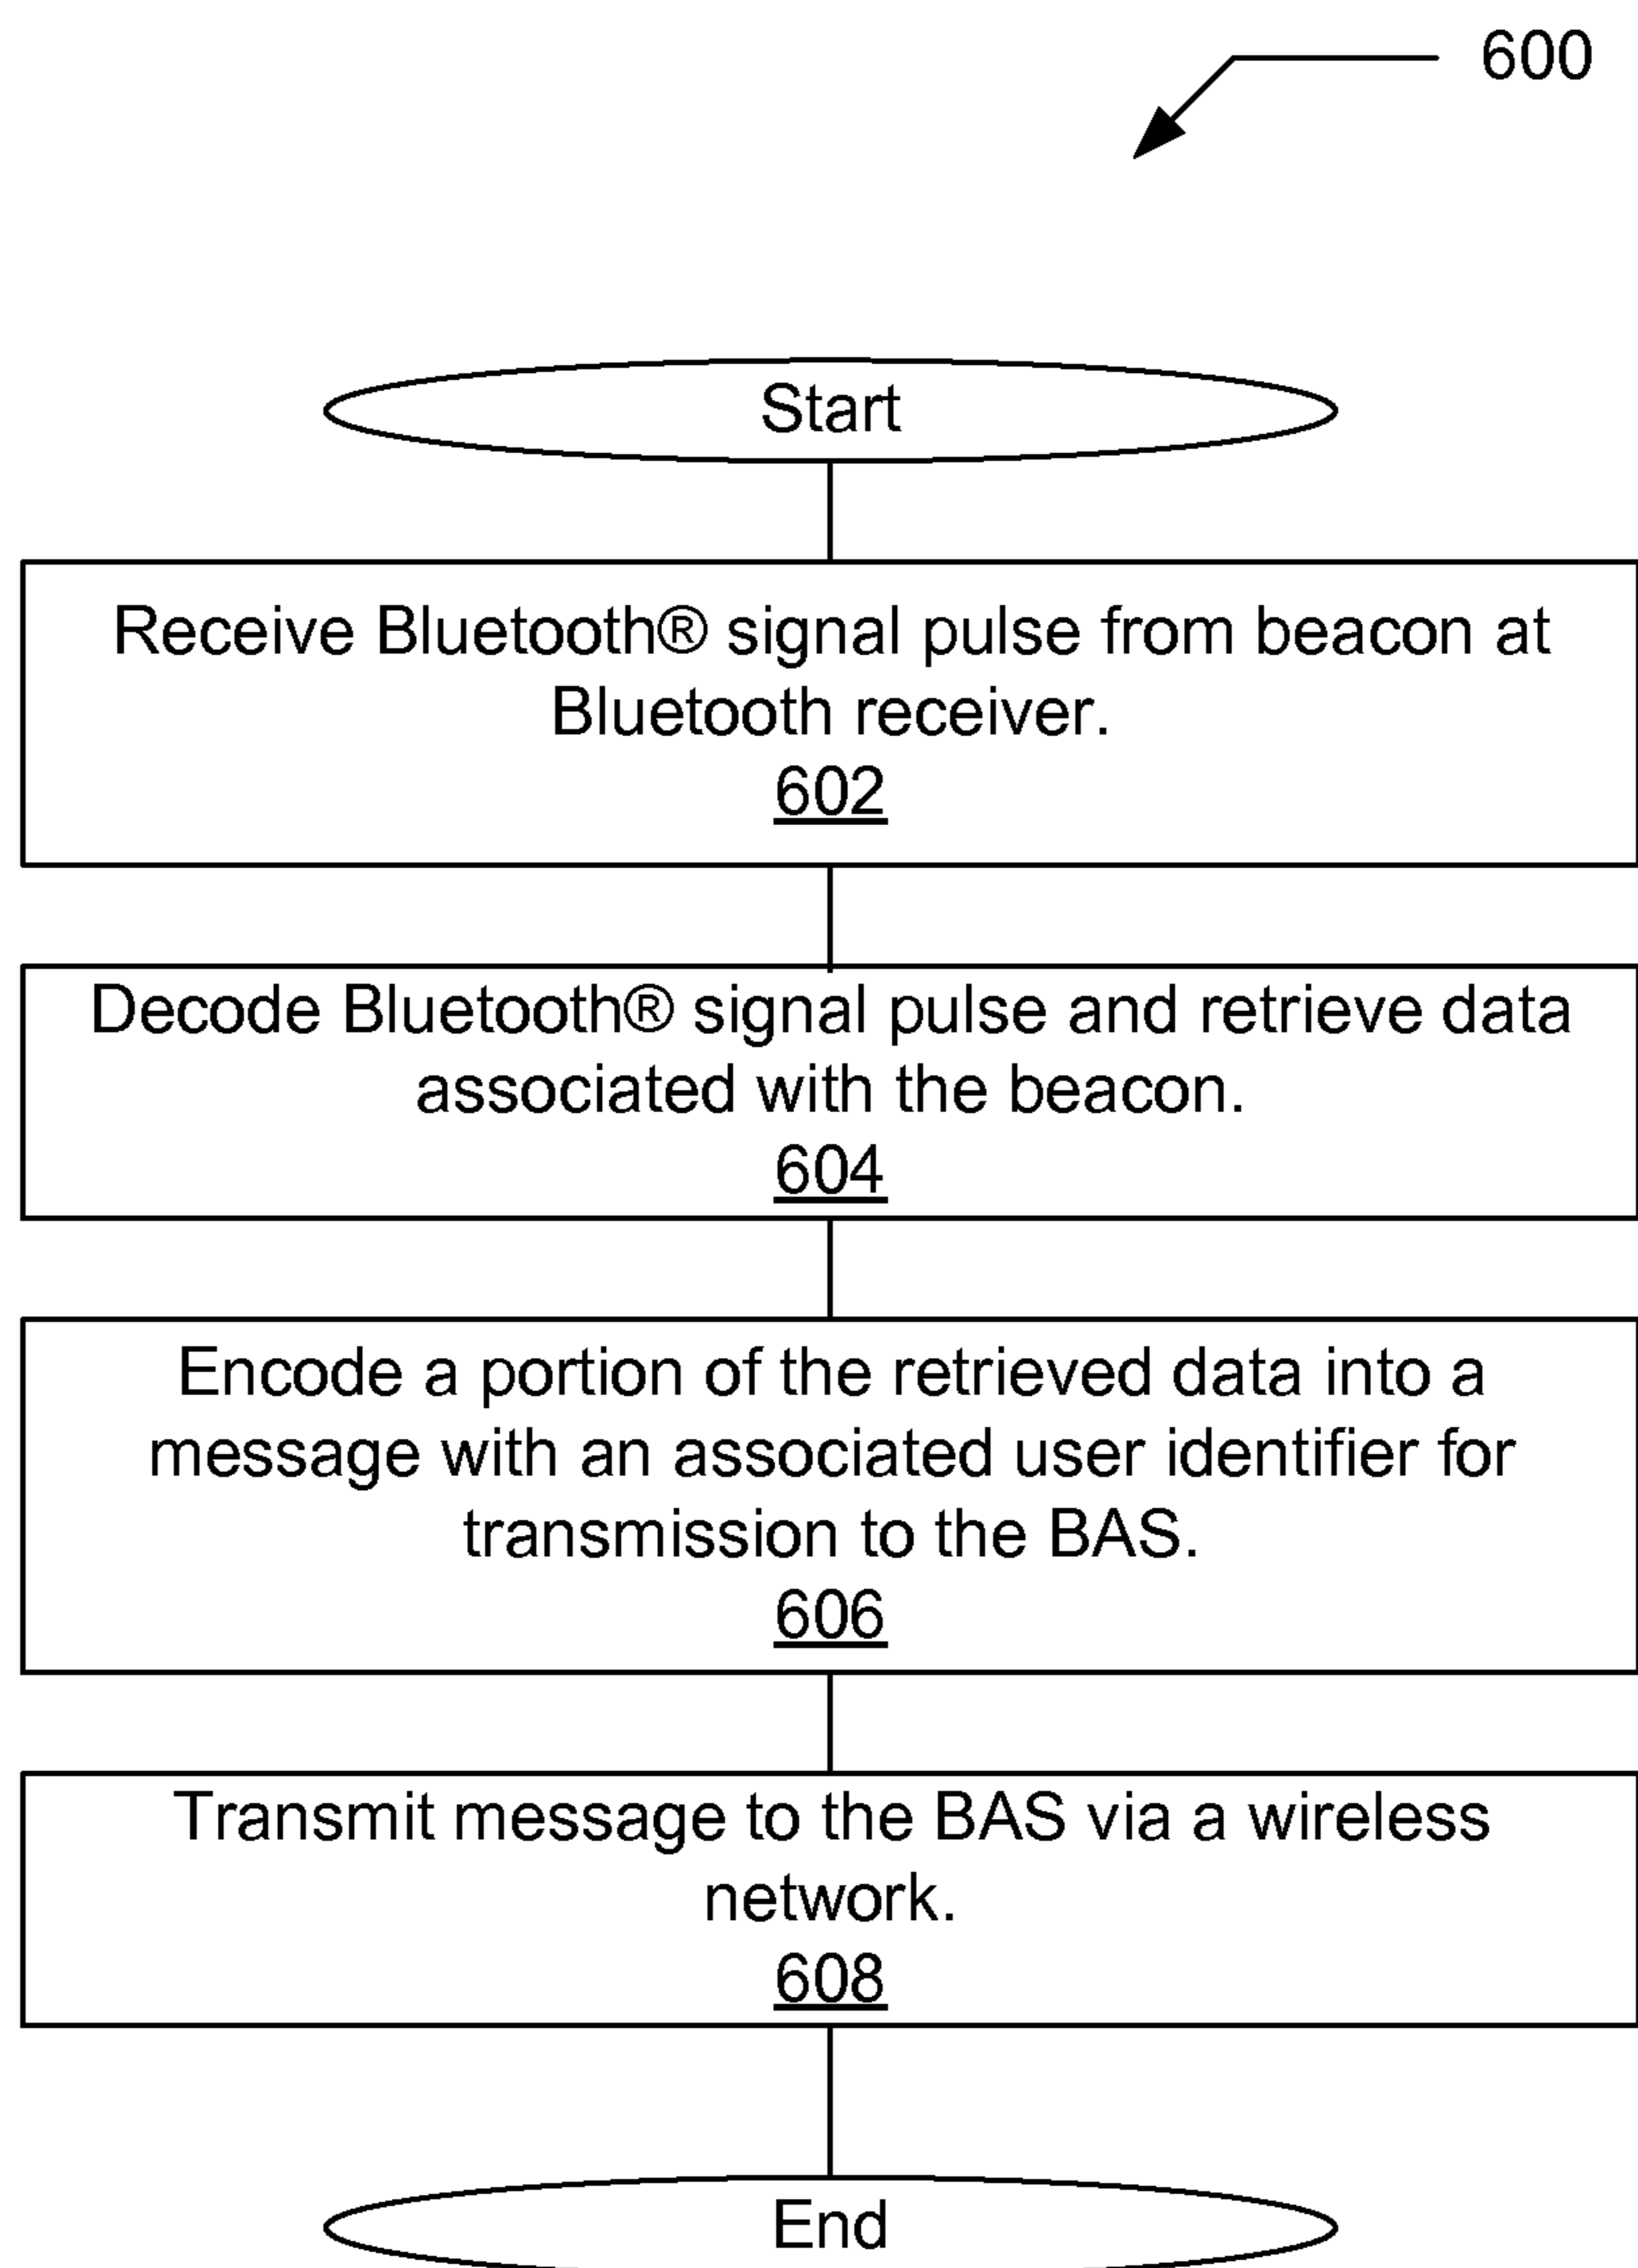 600
Start
Receive Bluetooth® signal pulse from beacon at
Bluetooth receiver.
602
Decode Bluetooth® signal pulse and retrieve data
associated with the beacon.
604
Encode a portion of the retrieved data into a
message with an associated user identifier for
transmission to the BAS.
606
Transmit message to the BAS via a wireless
network.
608
End